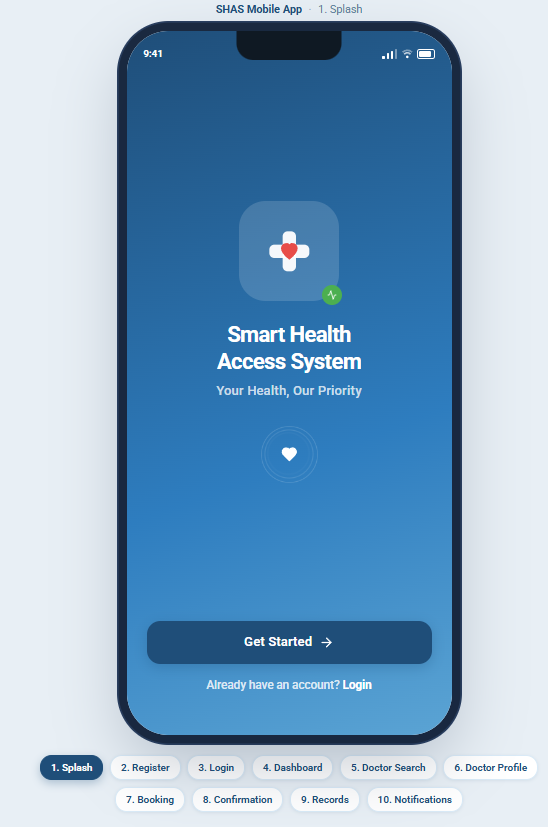 SHAS Mobile App · 1. Splash
9:41
Smart Health
Access System
Your Health, Our Priority
Get Started →
Already have an account? Login
1. Splash
2. Register
3. Login
4. Dashboard
5. Doctor Search
6. Doctor Profile
7. Booking
8. Confirmation
9. Records
10. Notifications